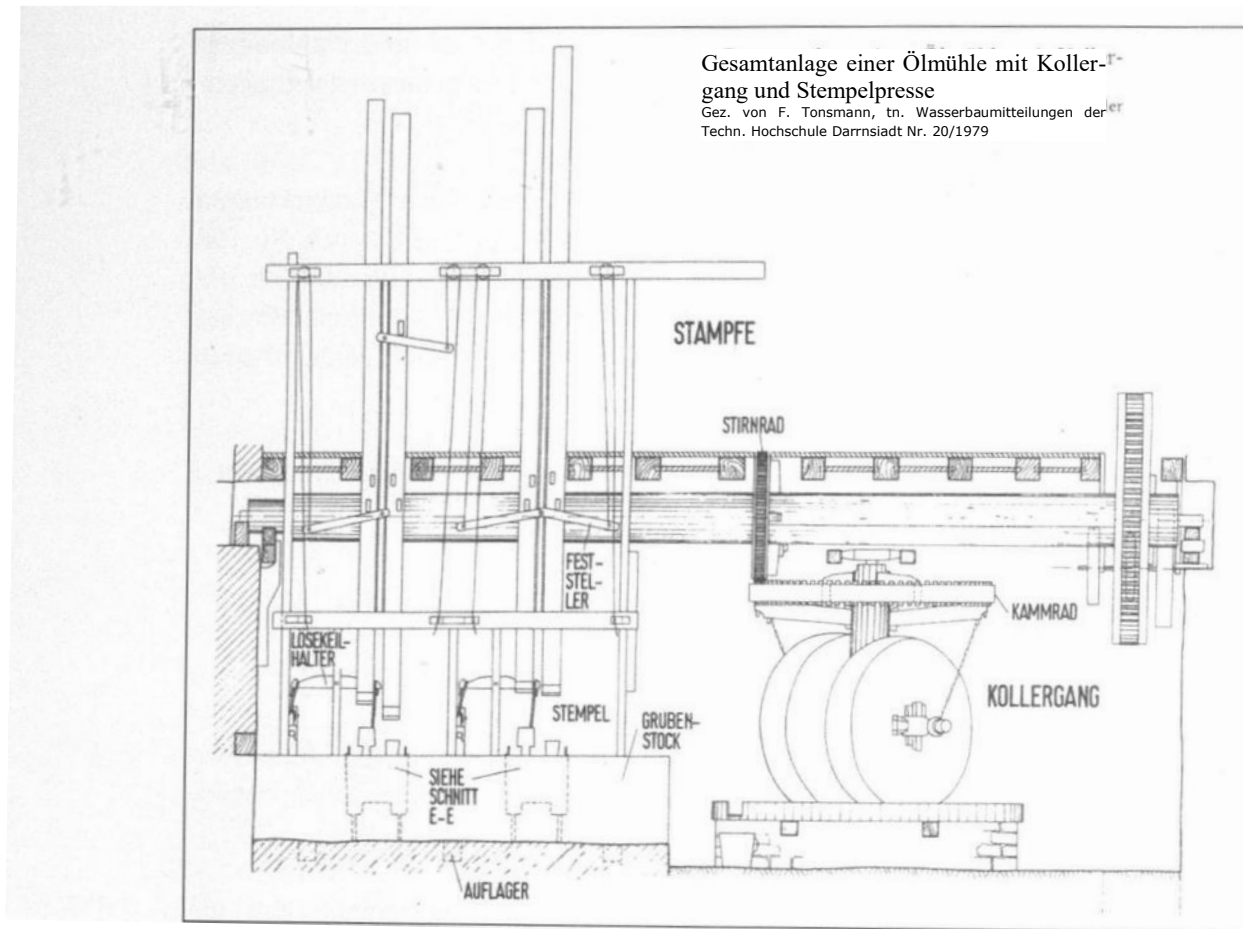 Gesamtanlage einer Ölmühle mit Koller-
gang und Stempelpresse
Gez. von F. Tonsmann, tn. Wasserbaumitteilungen der
Techn. Hochschule Darrnsiadt Nr. 20/1979
STAMPFE
STIRNRAD
FEST-
STEL-
LER
KAMMRAD
LÖSEKEIL-
HALTER
KOLLERGANG
STEMPEL
GRUBEN-
STOCK
SIEHE
SCHNITT
E-E
AUFLAGER